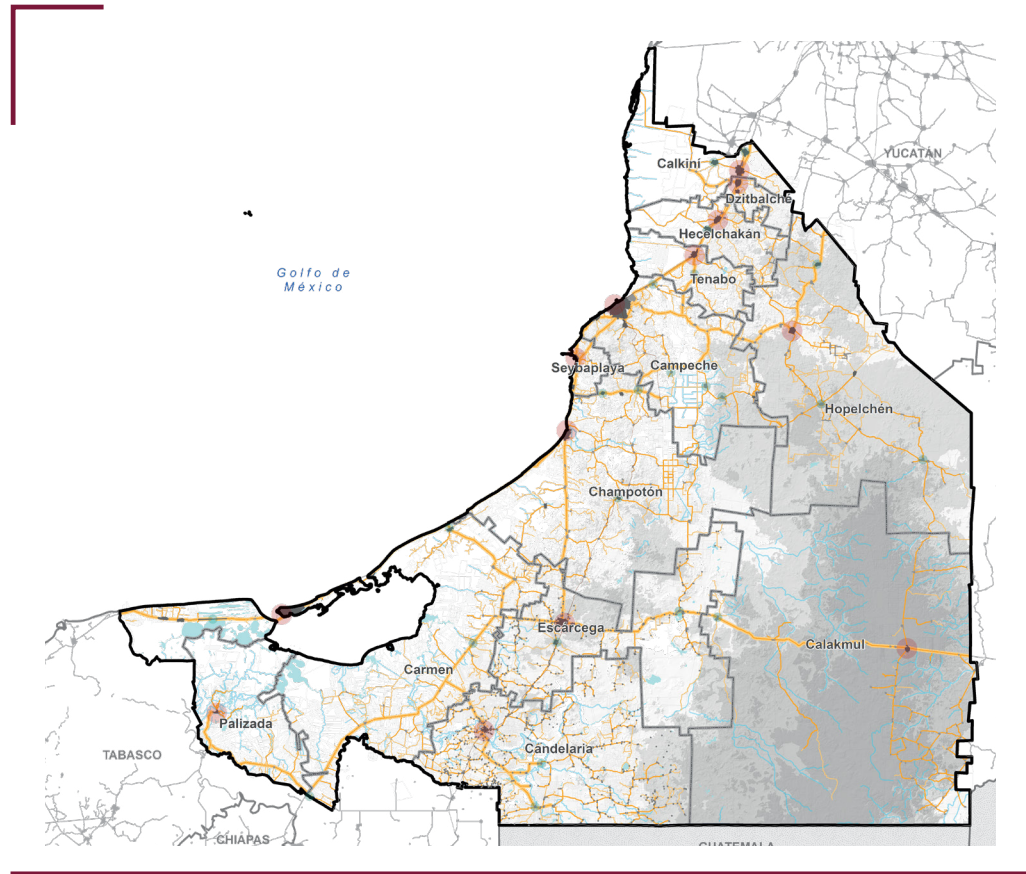 YUCATÁN
Calkiní
Dzitbalché
Hecelchakán
Golfo de
México
Tenabo
Seybaplaya
Campeche
Hopelchén
Champotón
Escárcega
Calakmul
Carmen
Palizada
Candelaria
TABASCO
CHIAPAS
GUATEMALA